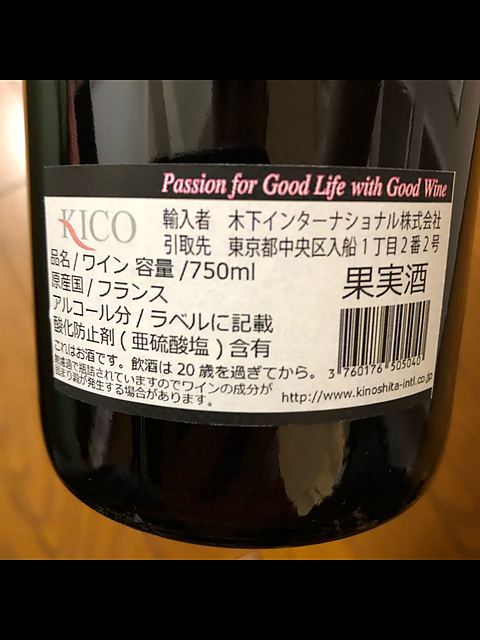 Passion for Good Life with Good Wine
KICO
輸入者 木下インターナショナル株式会社
引取先 東京都中央区入船1丁目2番2号
品名/ワイン 容量/750ml
原産国/フランス
果実酒
アルコール分/ラベルに記載
酸化防止剤(亜硫酸塩)含有
これはお酒です。飲酒は20歳を過ぎてから。
3 760176 505040
無濾過で瓶詰されていますのでワインの成分が
固まり澱が発生する場合があります。
http://www.kinoshita-intl.co.jp